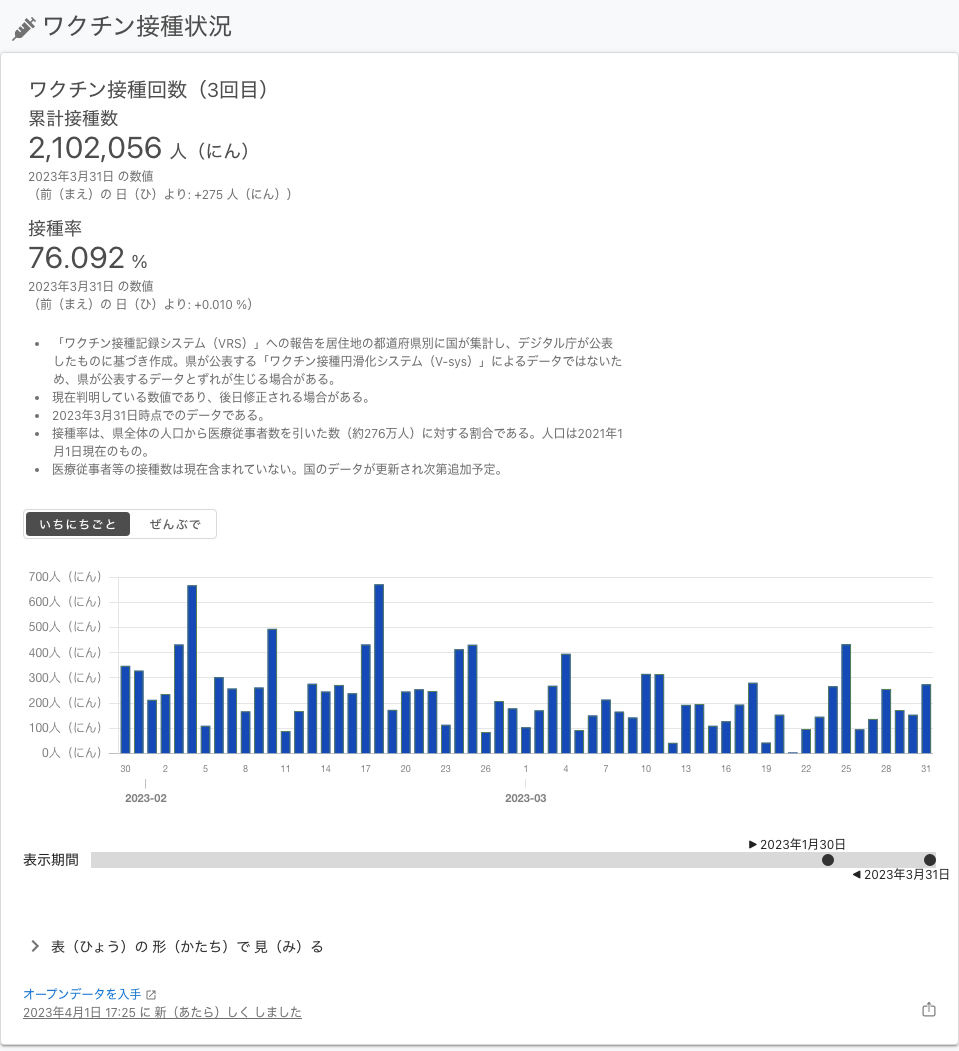 ワクチン接種状況
ワクチン接種回数（3回目）
累計接種数
2,102,056 人（にん）
2023年3月31日 の数値
（前（まえ）の 日（ひ）より: +275 人（にん））
接種率
76.092 %
2023年3月31日 の数値
（前（まえ）の 日（ひ）より: +0.010 %）
• 「ワクチン接種記録システム（VRS）」への報告を居住地の都道府県別に国が集計し、デジタル庁が公表
したものに基づき作成。県が公表する「ワクチン接種円滑化システム（V-sys）」によるデータではないた
め、県が公表するデータとずれが生じる場合がある。
• 現在判明している数値であり、後日修正される場合がある。
• 2023年3月31日時点でのデータである。
• 接種率は、県全体の人口から医療従事者数を引いた数（約276万人）に対する割合である。人口は2021年1
月1日現在のもの。
• 医療従事者等の接種数は現在含まれていない。国のデータが更新され次第追加予定。
いちにちごと ぜんぶで
700人（にん）
600人（にん）
500人（にん）
400人（にん）
300人（にん）
200人（にん）
100人（にん）
0人（にん）
30 2 5 8 11 14 17 20 23 26 1 4 7 10 13 16 19 22 25 28 31
2023-02 2023-03
▶ 2023年1月30日
表示期間
◀ 2023年3月31日
表（ひょう）の 形（かたち）で 見（み）る
オープンデータを入手
2023年4月1日 17:25 に 新（あたら）しく しました